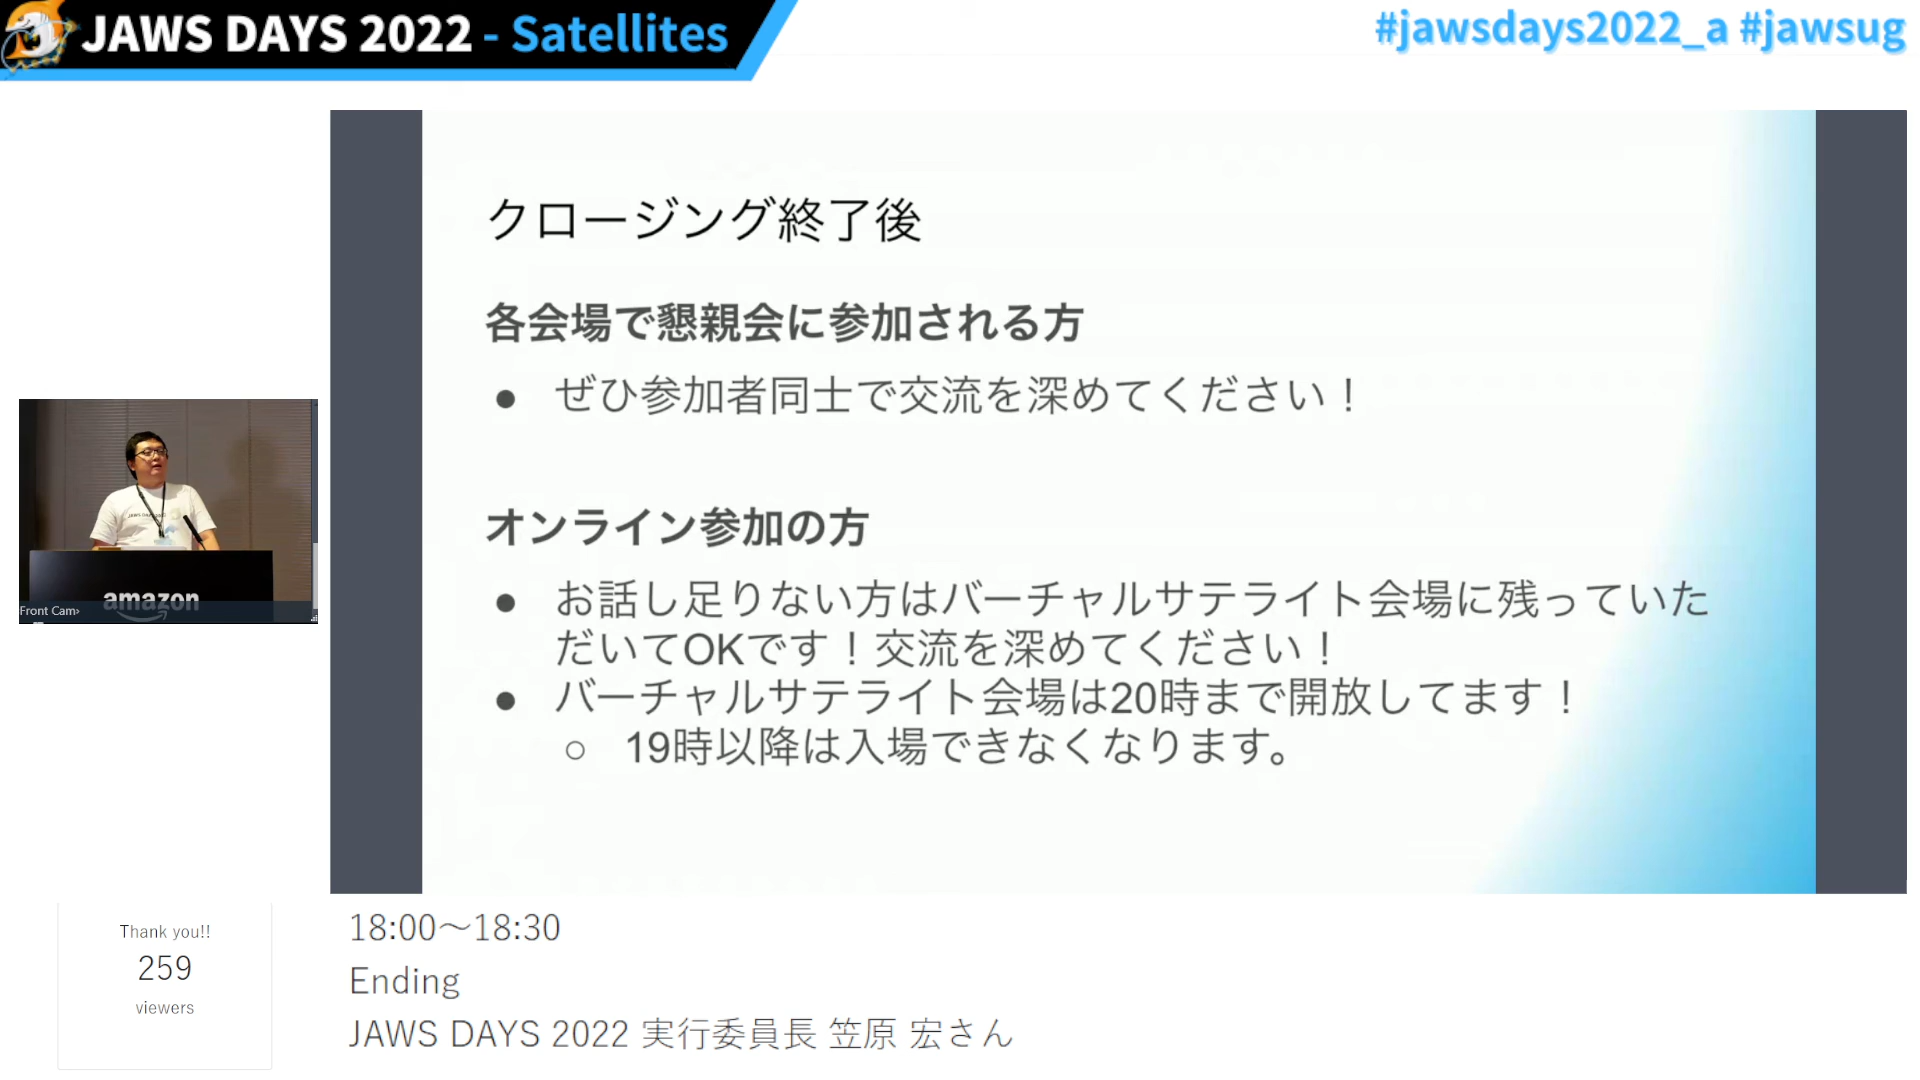 JAWS DAYS 2022 - Satellites
#jawsdays2022_a #jawsug
クロージング終了後
各会場で懇親会に参加される方
● ぜひ参加者同士で交流を深めてください！
オンライン参加の方
● お話し足りない方はバーチャルサテライト会場に残っていた
だいてOKです！交流を深めてください！
● バーチャルサテライト会場は20時まで開放してます！
○ 19時以降は入場できなくなります。
amazon
Front Cam›
Thank you!!
259
viewers
18:00～18:30
Ending
JAWS DAYS 2022 実行委員長 笠原 宏さん